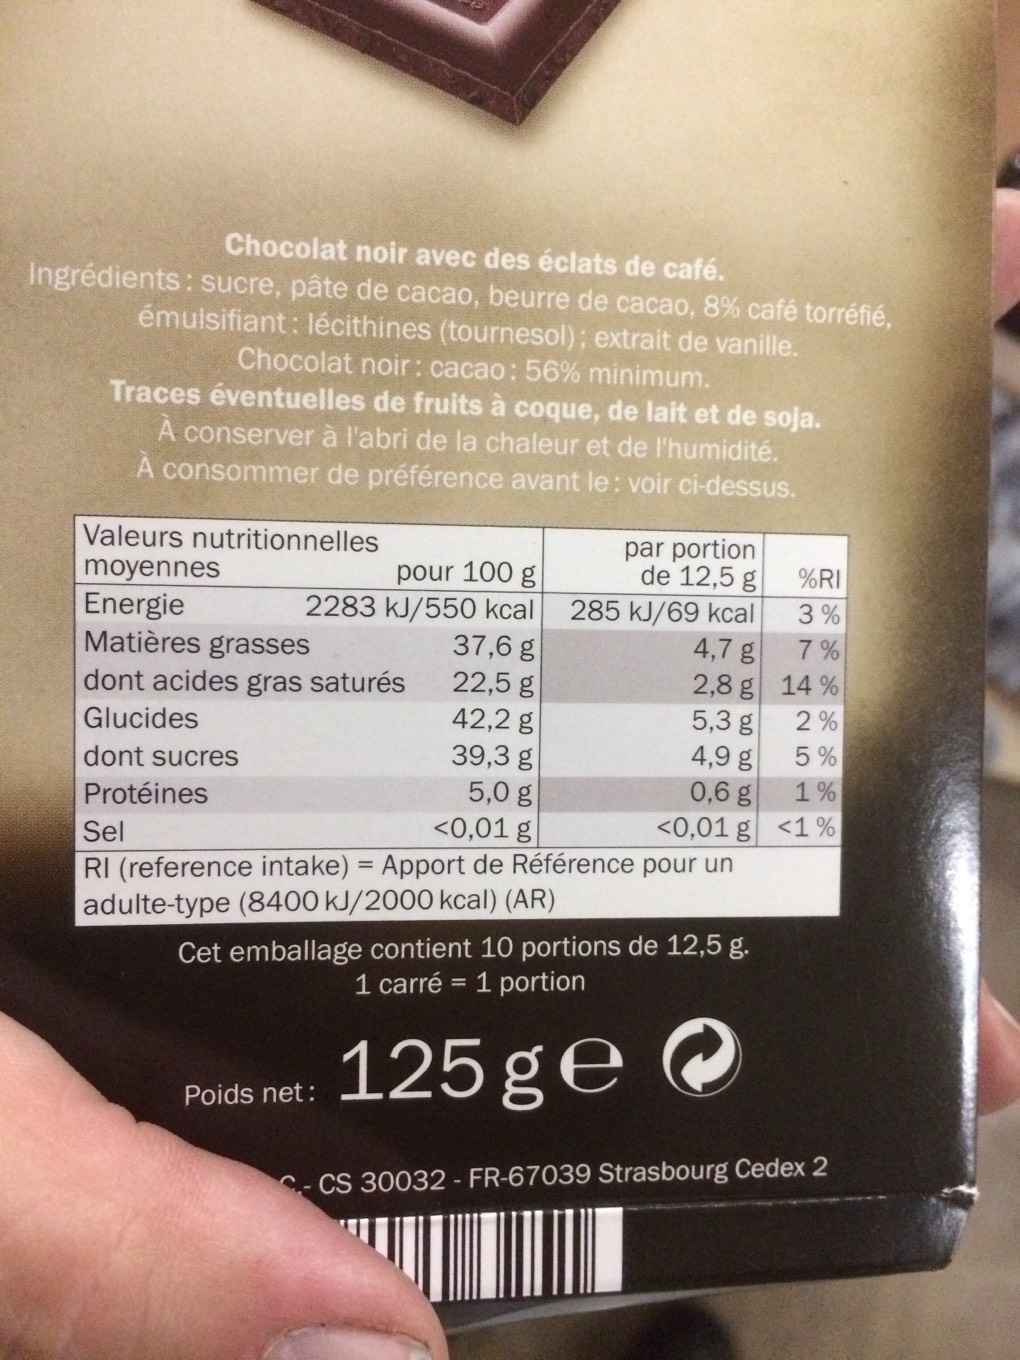 Chocolat noir avec des éclats de café.
Ingrédients : sucre, pâte de cacao, beurre de cacao, 8% café torréfié,
émulsifiant : lécithines (tournesol) ; extrait de vanille.
Chocolat noir : cacao : 56% minimum.
Traces éventuelles de fruits à coque, de lait et de soja.
À conserver à l'abri de la chaleur et de l'humidité.
À consommer de préférence avant le : voir ci-dessus.
Valeurs nutritionnelles
moyennes pour 100 g par portion de 12,5 g %RI
Energie 2283 kJ/550 kcal 285 kJ/69 kcal 3 %
Matières grasses 37,6 g 4,7 g 7 %
dont acides gras saturés 22,5 g 2,8 g 14 %
Glucides 42,2 g 5,3 g 2 %
dont sucres 39,3 g 4,9 g 5 %
Protéines 5,0 g 0,6 g 1 %
Sel <0,01 g <0,01 g <1 %
RI (reference intake) = Apport de Référence pour un
adulte-type (8400 kJ/2000 kcal) (AR)
Cet emballage contient 10 portions de 12,5 g.
1 carré = 1 portion
Poids net : 125 g e
C.- CS 30032 - FR-67039 Strasbourg Cedex 2